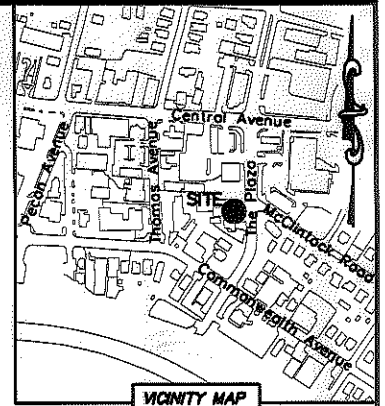 Central Avenue
Pecan Avenue
Thomas Avenue
The Plaza
SITE
McClintock Road
Commonwealth Avenue
VICINITY MAP